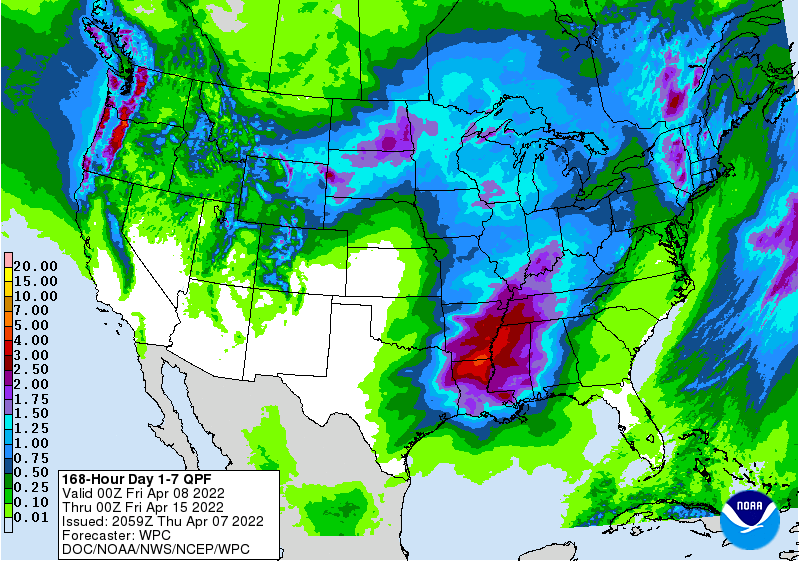 20.00
15.00
10.00
7.00
5.00
4.00
3.00
2.50
2.00
1.75
1.50
1.25
1.00
0.75
0.50
0.25
0.10
0.01
168-Hour Day 1-7 QPF
Valid 00Z Fri Apr 08 2022
Thru 00Z Fri Apr 15 2022
Issued: 2059Z Thu Apr 07 2022
Forecaster: WPC
DOC/NOAA/NWS/NCEP/WPC
NOAA